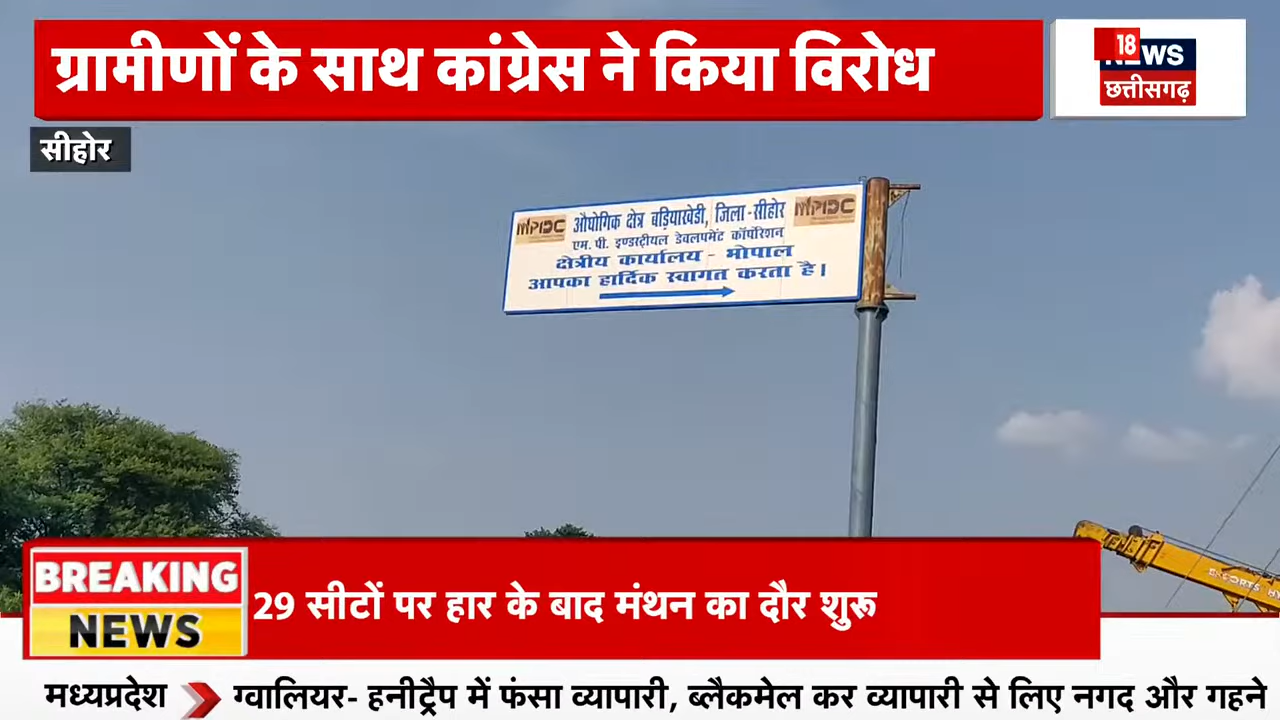 ग्रामीणों के साथ कांग्रेस ने किया विरोध
18
NEWS
छत्तीसगढ़
सीहोर
MPIDC
औघोगिक क्षेत्र बड़ियाखेडी, जिला-सीहोर
MPIDC
एम. पी. इण्डस्ट्रीयल डेवलपमेंट कॉर्पोरेशन
क्षेत्रीय कार्यालय - भोपाल
आपका हार्दिक स्वागत करता है।
BREAKING
NEWS
29 सीटों पर हार के बाद मंथन का दौर शुरू
मध्यप्रदेश
ग्वालियर- हनीट्रैप में फंसा व्यापारी, ब्लैकमेल कर व्यापारी से लिए नगद और गहने